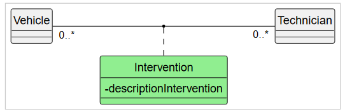 Vehicle
Technician
0..*
0..*
Intervention
-descriptionIntervention